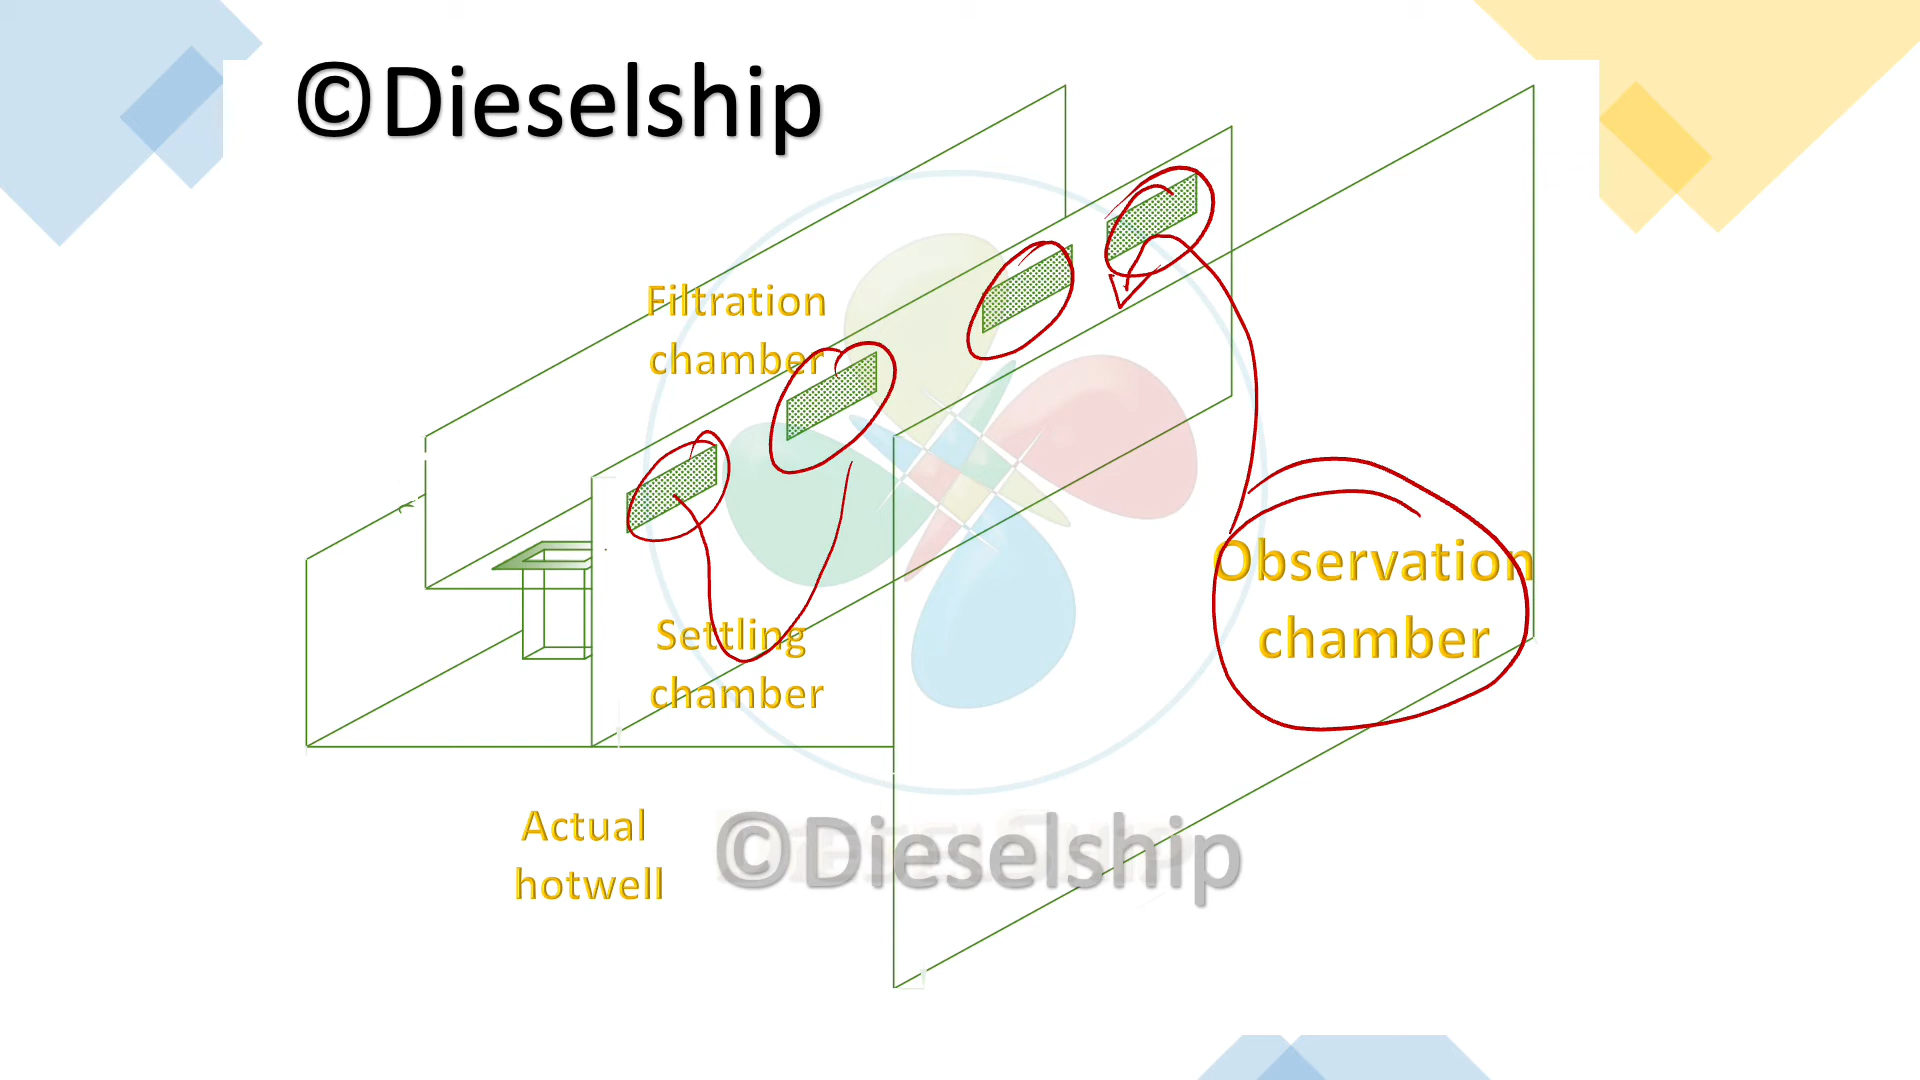 ©Dieselship
Filtration
chamber
Observation
chamber
Settling
chamber
Actual
hotwell
©Dieselship